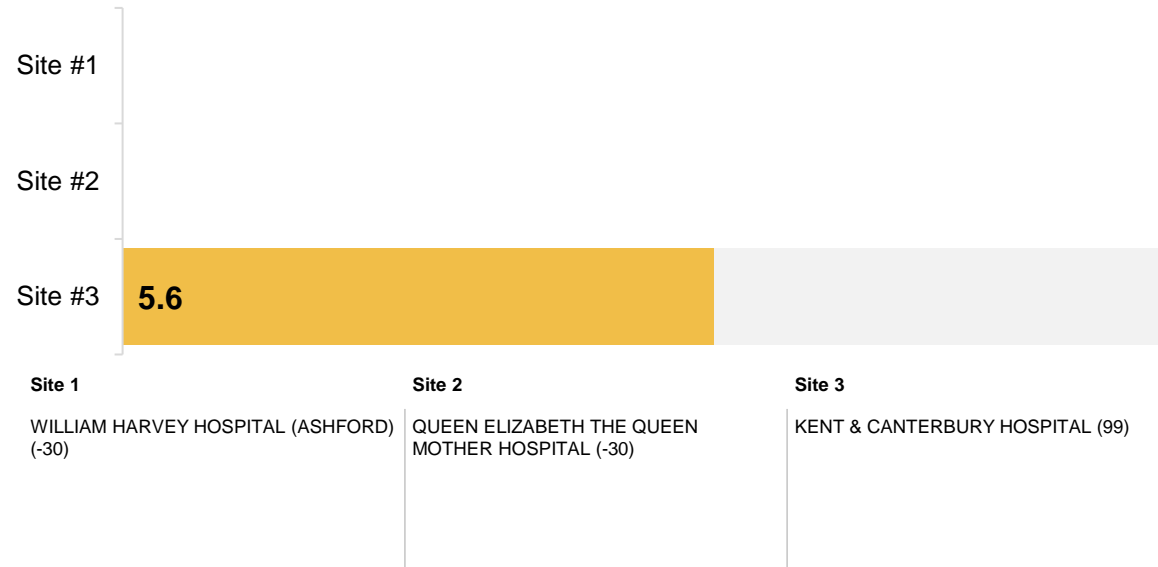 Site #1
Site #2
Site #3
5.6
Site 1
WILLIAM HARVEY HOSPITAL (ASHFORD)
(-30)
Site 2
QUEEN ELIZABETH THE QUEEN
MOTHER HOSPITAL (-30)
Site 3
KENT & CANTERBURY HOSPITAL (99)